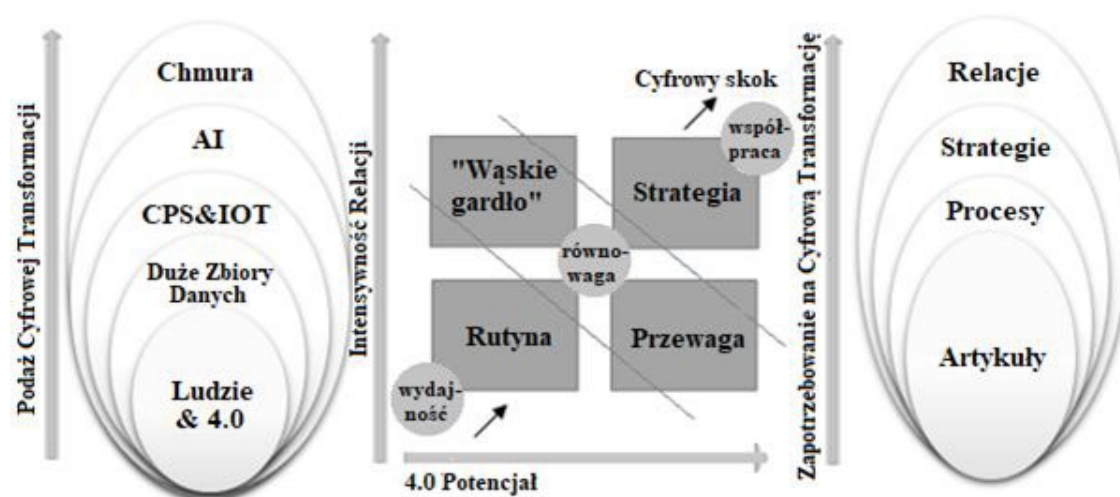 Podaż Cyfrowej Transformacji
Chmura
AI
CPS&IOT
Duże Zbiory
Danych
Ludzie
& 4.0
Intensywność Relacji
Cyfrowy skok
współ-
praca
"Wąskie
gardło"
Strategia
równo-
waga
Rutyna
Przewaga
wydaj-
ność
4.0 Potencjał
Zapotrzebowanie na Cyfrową Transformację
Relacje
Strategie
Procesy
Artykuły